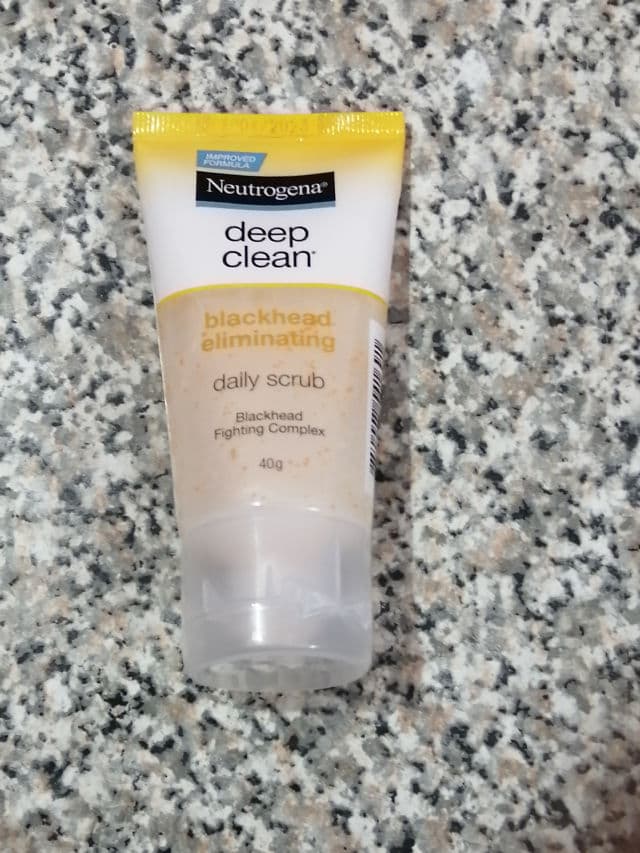 IMPROVED
FORMULA
Neutrogena®
deep
clean®
blackhead
eliminating
daily scrub
Blackhead
Fighting Complex
40g